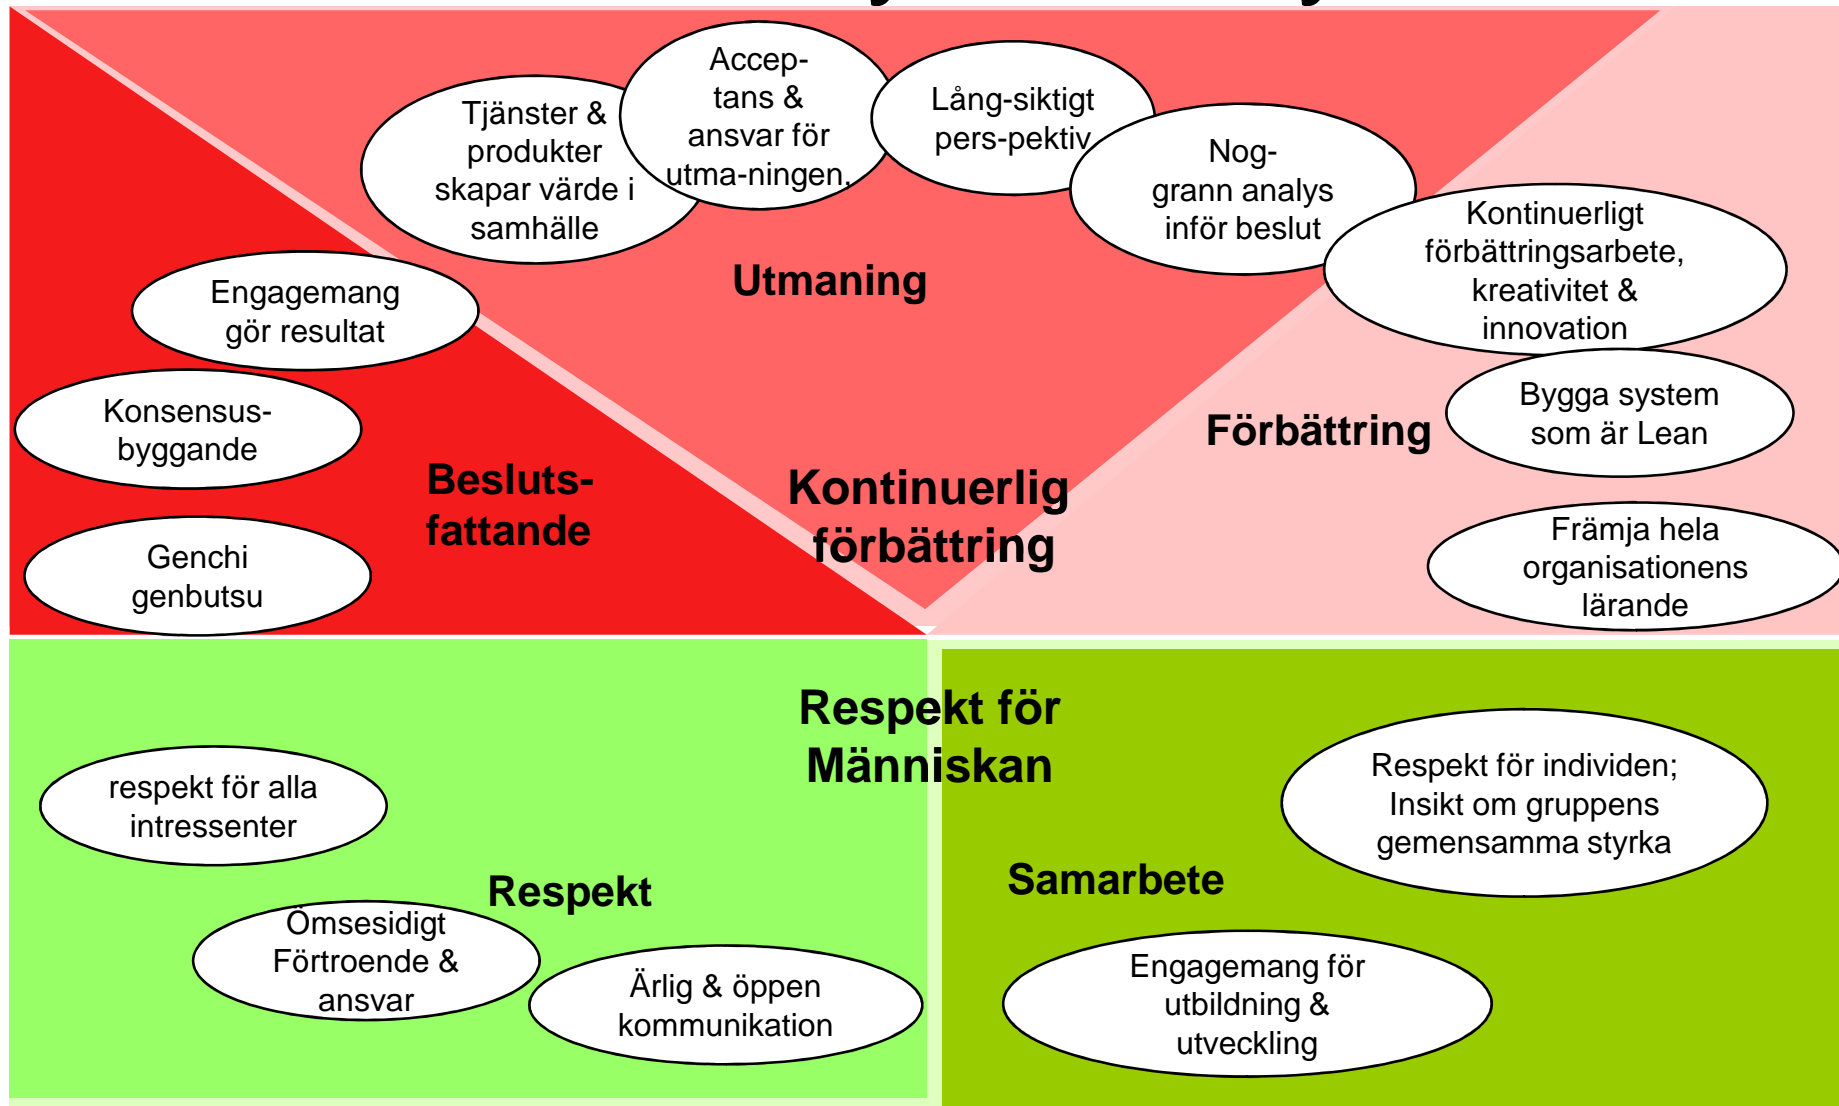 Accep-
tans &
ansvar för
utma-ningen.
Tjänster &
produkter
skapar värde i
samhälle
Lång-siktigt
pers-pektiv
Nog-
grann analys
inför beslut
Kontinuerligt
förbättringsarbete,
kreativitet &
innovation
Utmaning
Engagemang
gör resultat
Konsensus-
byggande
Bygga system
som är Lean
Förbättring
Besluts-
fattande
Kontinuerlig
förbättring
Genchi
genbutsu
Främja hela
organisationens
lärande
Respekt för
Människan
respekt för alla
intressenter
Respekt för individen;
Insikt om gruppens
gemensamma styrka
Respekt
Samarbete
Ömsesidigt
Förtroende &
ansvar
Ärlig & öppen
kommunikation
Engagemang för
utbildning &
utveckling